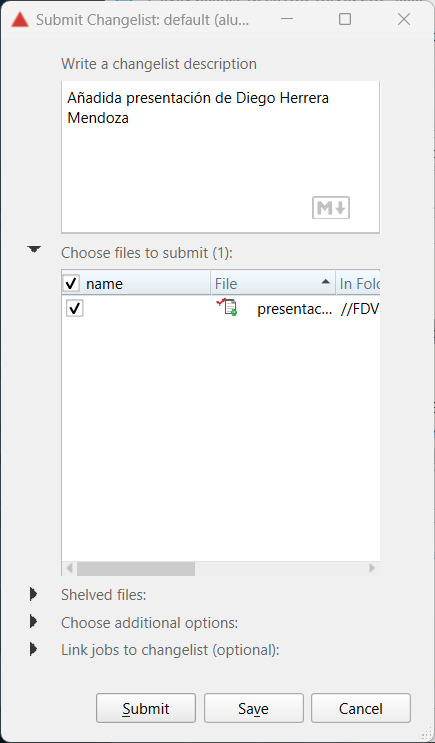 Submit Changelist: default (alu...
Write a changelist description
Añadida presentación de Diego Herrera
Mendoza
M
Choose files to submit (1):
name File In Fold
presentac... //FDV
Shelved files:
Choose additional options:
Link jobs to changelist (optional):
Submit Save Cancel